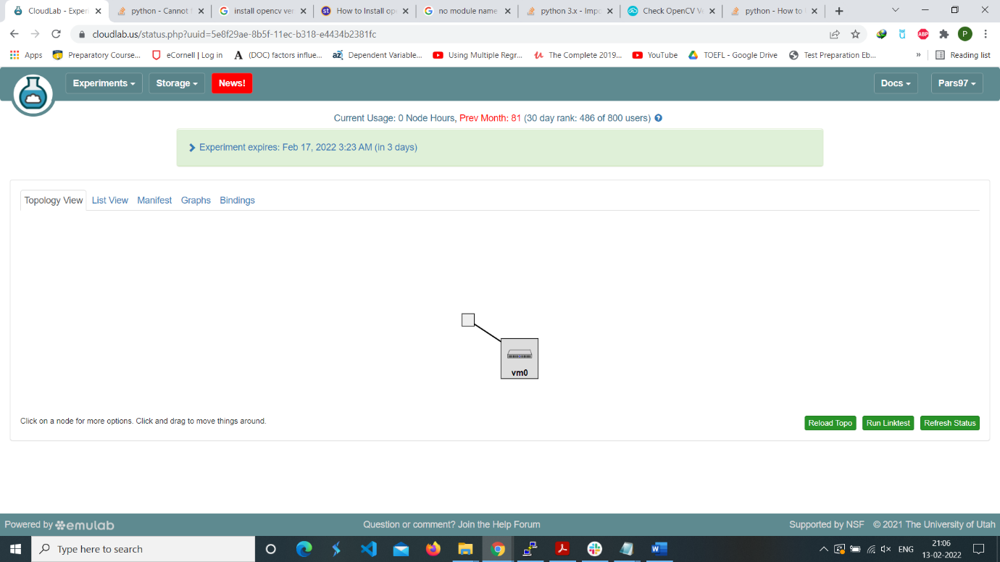 CloudLab - Experi
python - Cannot f
install opencv ver
How to Install ope
no module name
python 3.x - Impo
Check OpenCV Ve
python - How to
cloudlab.us/status.php?uuid=5e8f29ae-8b5f-11ec-b318-e4434b2381fc
ABP
P
Apps
Preparatory Course...
eCornell | Log in
A (DOC) factors influe...
az Dependent Variable...
Using Multiple Regr...
The Complete 2019...
YouTube
TOEFL - Google Drive
Test Preparation Eb...
»
Reading list
Experiments
Storage
News!
Docs
Pars97
Current Usage: 0 Node Hours, Prev Month: 81 (30 day rank: 486 of 800 users)
Experiment expires: Feb 17, 2022 3:23 AM (in 3 days)
Topology View List View Manifest Graphs Bindings
vm0
Click on a node for more options. Click and drag to move things around.
Reload Topo
Run Linktest
Refresh Status
Powered by emulab
Question or comment? Join the Help Forum
Supported by NSF © 2021 The University of Utah
Type here to search
ENG
21:06
13-02-2022